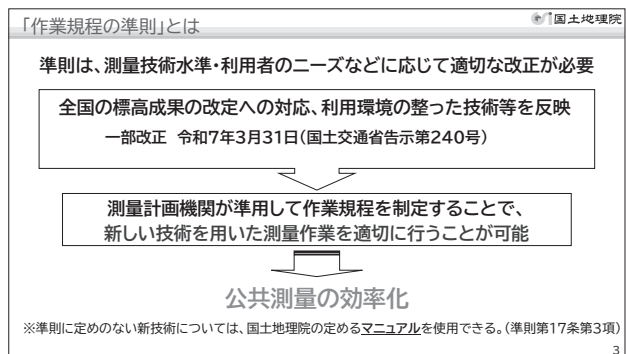 「作業規程の準則」とは
国土地理院
準則は、測量技術水準・利用者のニーズなどに応じて適切な改正が必要
全国の標高成果の改定への対応、利用環境の整った技術等を反映
一部改正 令和7年3月31日(国土交通省告示第240号)
測量計画機関が準用して作業規程を制定することで、
新しい技術を用いた測量作業を適切に行うことが可能
公共測量の効率化
※準則に定めのない新技術については、国土地理院の定めるマニュアルを使用できる。(準則第17条第3項)
3